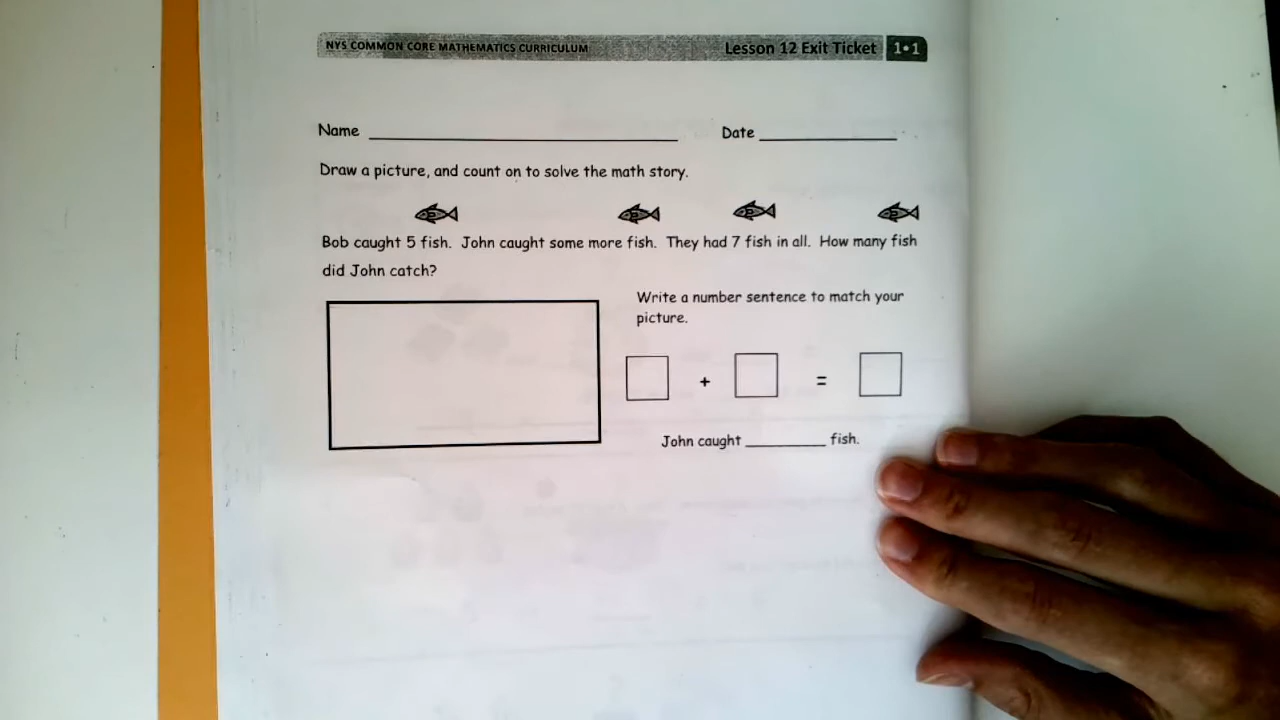 NYS COMMON CORE MATHEMATICS CURRICULUM Lesson 12 Exit Ticket 1•1
Name Date
Draw a picture, and count on to solve the math story.
Bob caught 5 fish. John caught some more fish. They had 7 fish in all. How many fish
did John catch?
Write a number sentence to match your
picture.
+ =
John caught fish.